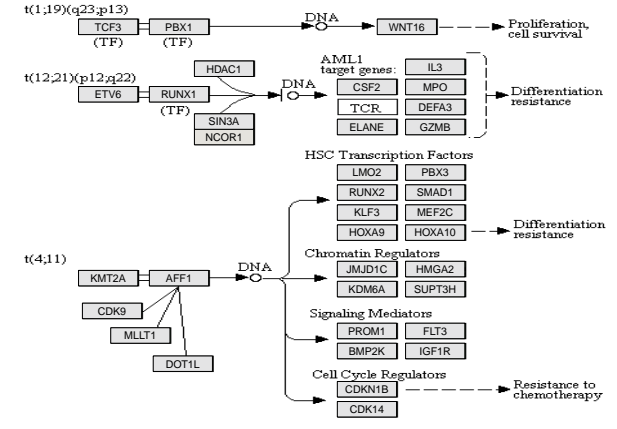 t(1;19)(q23;p13)
TCF3
PBX1
(TF)
(TF)
DNA
WNT16
Proliferation,
cell survival
t(12;21)(p12;q22)
ETV6
RUNX1
(TF)
HDAC1
SIN3A
NCOR1
DNA
AML1
target genes:
IL3
CSF2
MPO
TCR
DEFA3
ELANE
GZMB
Differentiation
resistance
HSC Transcription Factors
LMO2
PBX3
RUNX2
SMAD1
KLF3
MEF2C
HOXA9
HOXA10
Differentiation
resistance
t(4;11)
KMT2A
AFF1
CDK9
MLLT1
DOT1L
DNA
Chromatin Regulators
JMJD1C
HMGA2
KDM6A
SUPT3H
Signaling Mediators
PROM1
FLT3
BMP2K
IGF1R
Cell Cycle Regulators
CDKN1B
CDK14
Resistance to
chemotherapy